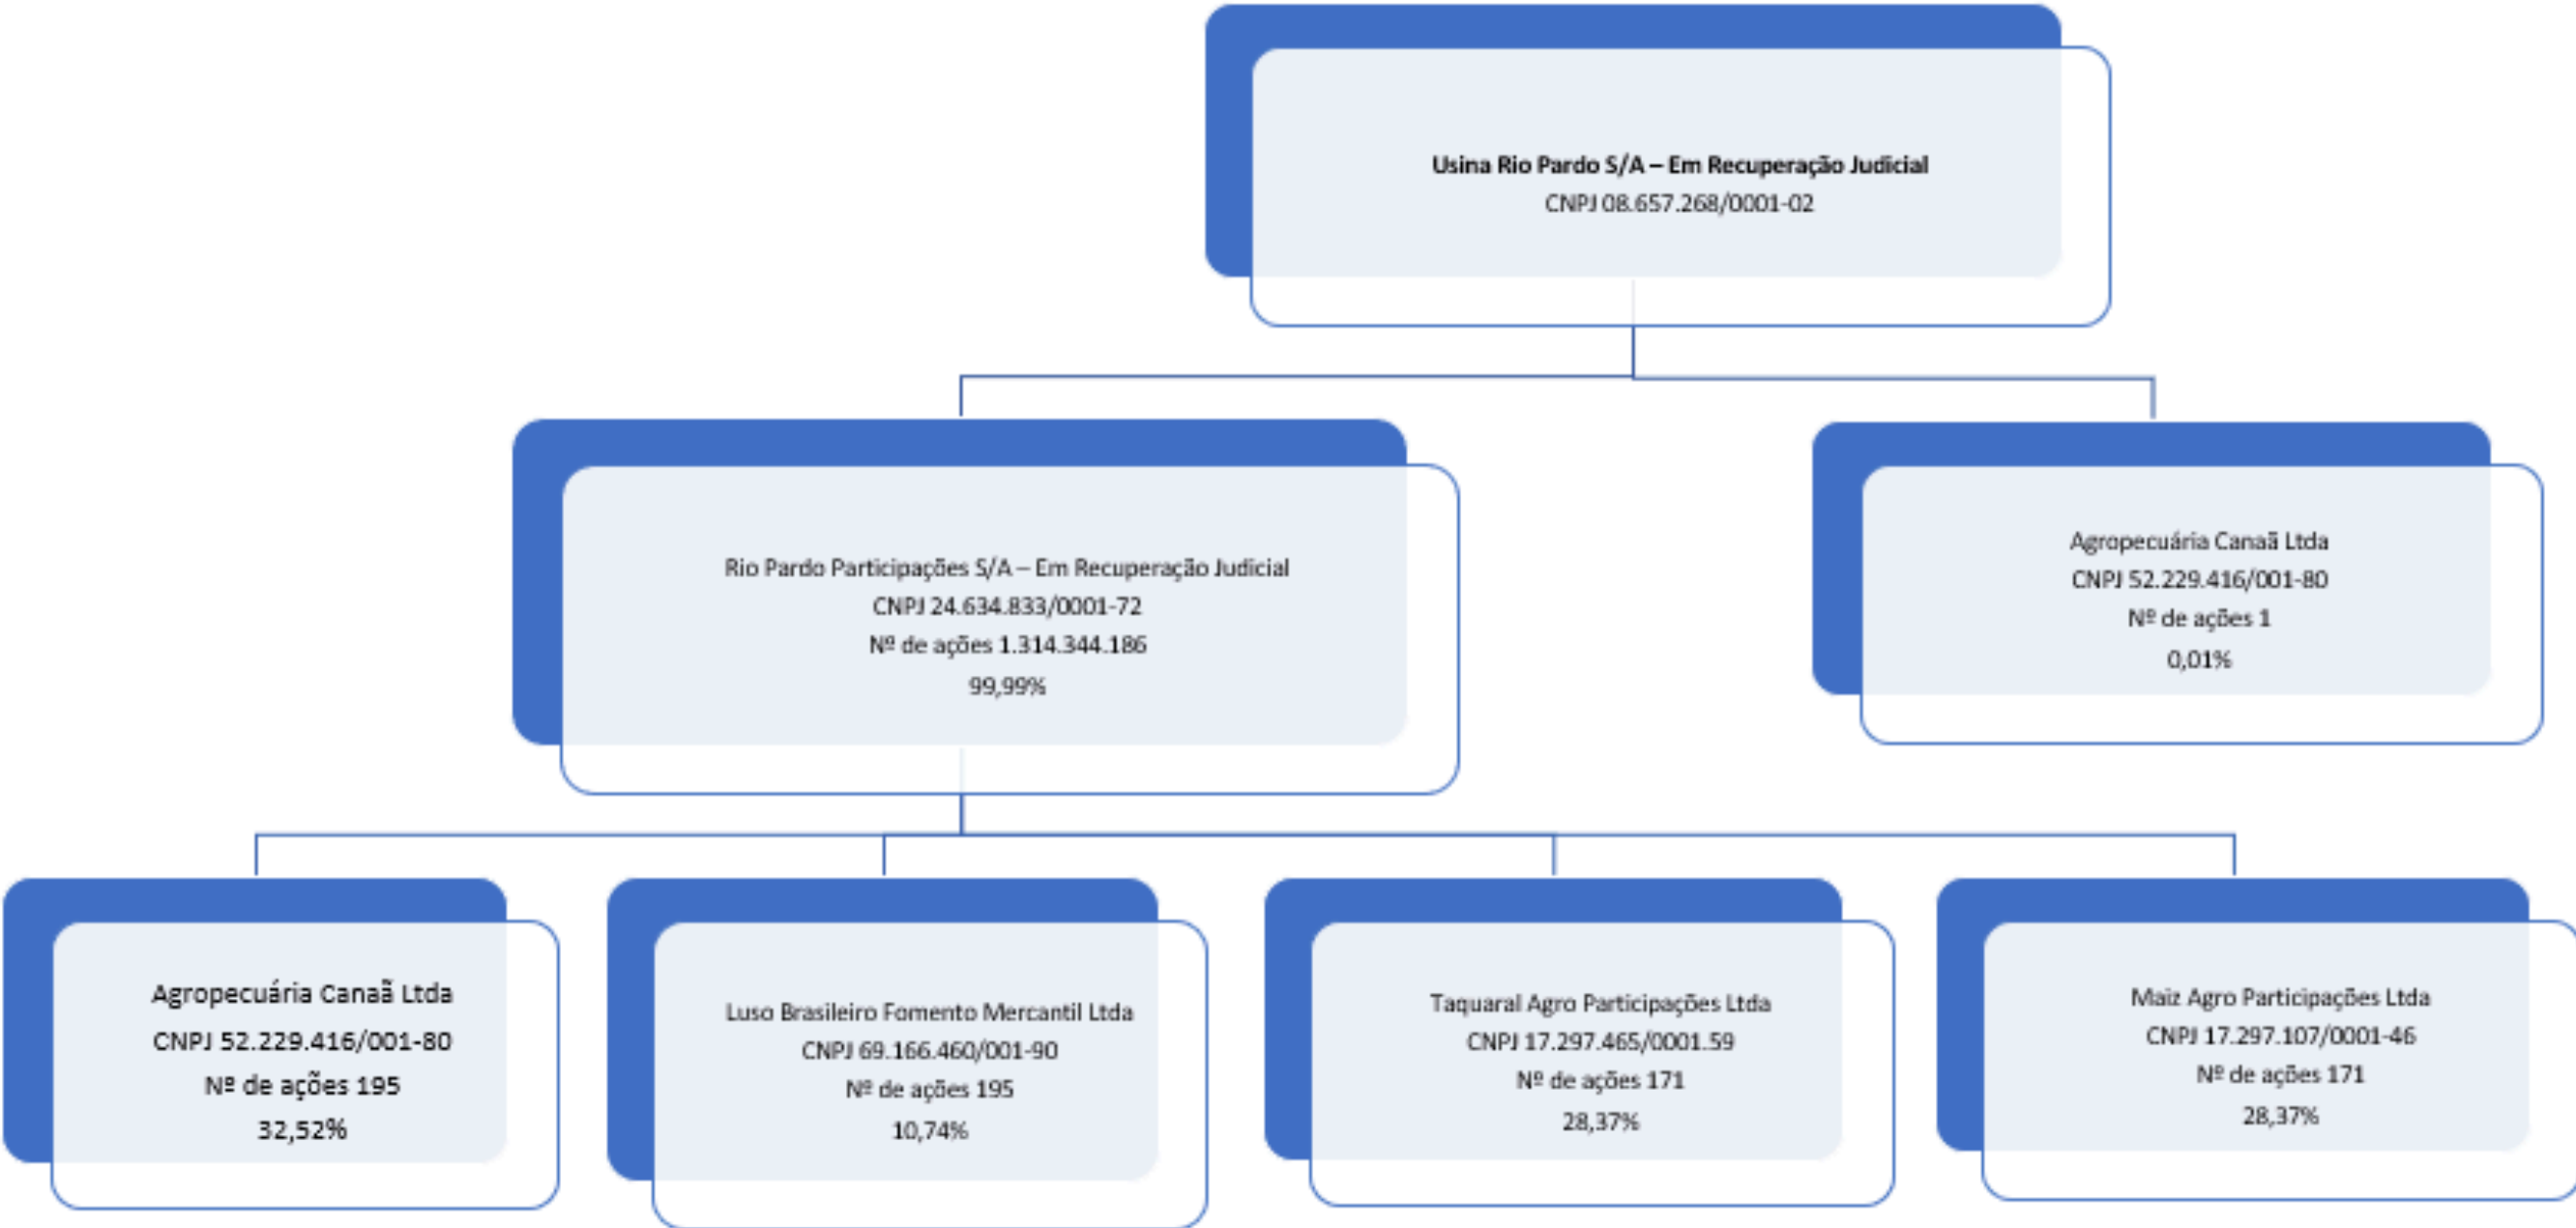 Usina Rio Pardo S/A – Em Recuperação Judicial
CNPJ 08.657.268/0001-02
Rio Pardo Participações S/A – Em Recuperação Judicial
CNPJ 24.634.833/0001-72
Nº de ações 1.314.344.186
99,99%
Agropecuária Canaã Ltda
CNPJ 52.229.416/001-80
Nº de ações 1
0,01%
Agropecuária Canaã Ltda
CNPJ 52.229.416/001-80
Nº de ações 195
32,52%
Luso Brasileiro Fomento Mercantil Ltda
CNPJ 69.166.460/001-90
Nº de ações 195
10,74%
Taquaral Agro Participações Ltda
CNPJ 17.297.465/0001.59
Nº de ações 171
28,37%
Maiz Agro Participações Ltda
CNPJ 17.297.107/0001-46
Nº de ações 171
28,37%